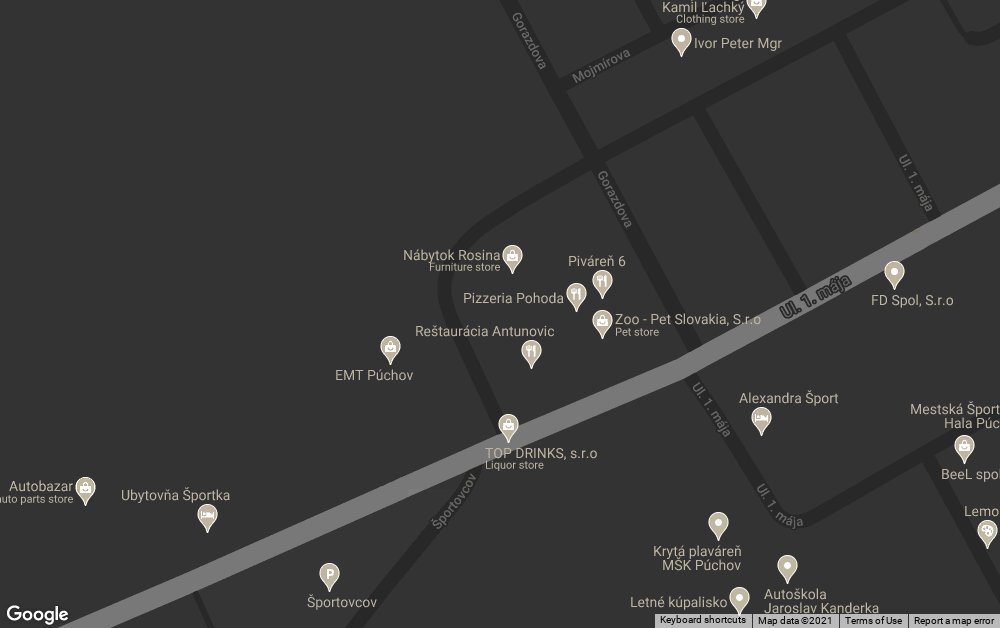 Kamil Ľachký
Clothing store
Gorazdova
Ivor Peter Mgr
Mojmírova
Ul. 1. mája
Gorazdova
Nábytok Rosina
Furniture store
Piváreň 6
Pizzeria Pohoda
Ul. 1. mája
FD Spol, S.r.o
Zoo - Pet Slovakia, S.r.o
Pet store
Reštaurácia Antunovic
EMT Púchov
Ul. 1. mája
Alexandra Šport
Mestská Šport
Hala Púc
TOP DRINKS, s.r.o
Liquor store
BeeL spol
Autobazar
auto parts store
Ubytovňa Športka
Športovcov
Ul. 1. mája
Lemo
Krytá plaváreň
MŠK Púchov
P
Športovcov
Letné kúpalisko
Autoškola
Jaroslav Kanderka
Google
Keyboard shortcuts
Map data ©2021
Terms of Use
Report a map error